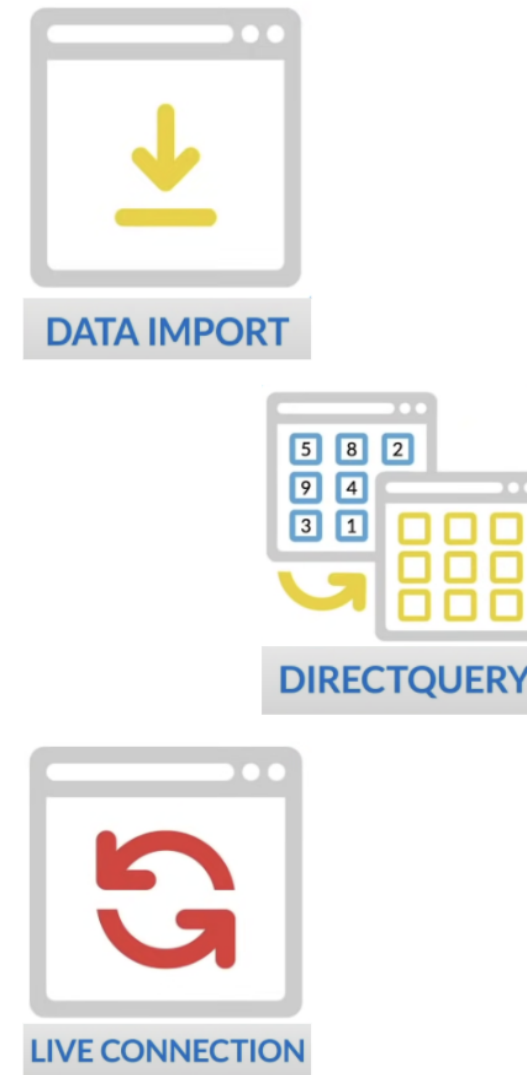 DATA IMPORT
5 8 2
9 4
3 1
DIRECTQUERY
LIVE CONNECTION